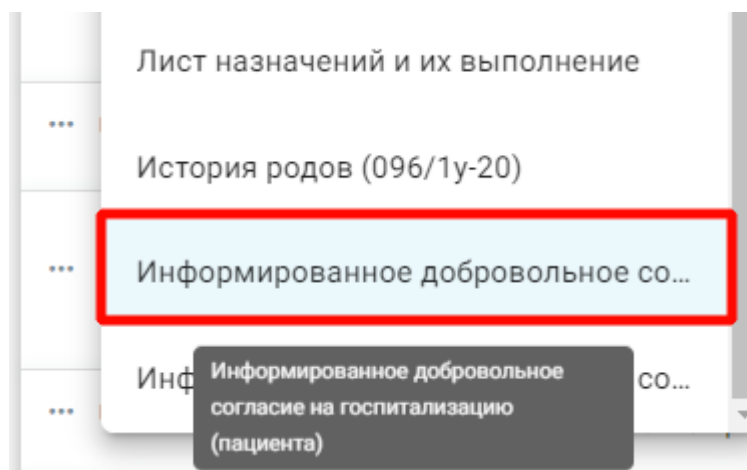 Лист назначений и их выполнение
История родов (096/1у-20)
Информированное добровольное со...
Инф
со...
Информированное добровольное
согласие на госпитализацию
(пациента)